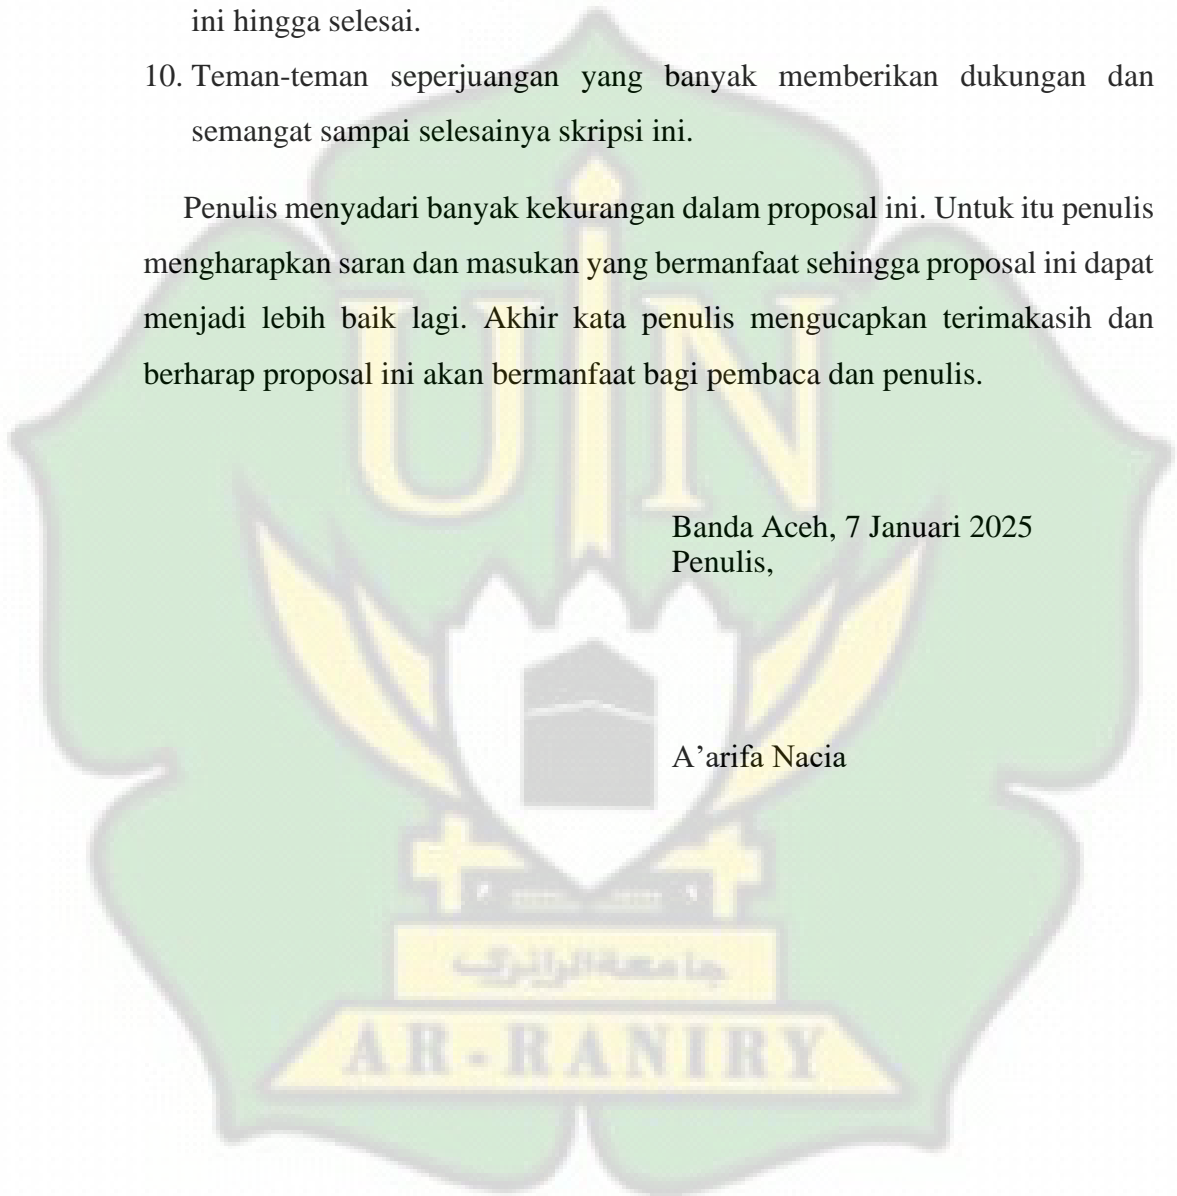 ini hingga selesai.
10. Teman-teman seperjuangan yang banyak memberikan dukungan dan
semangat sampai selesainya skripsi ini.
Penulis menyadari banyak kekurangan dalam proposal ini. Untuk itu penulis
mengharapkan saran dan masukan yang bermanfaat sehingga proposal ini dapat
menjadi lebih baik lagi. Akhir kata penulis mengucapkan terimakasih dan
berharap proposal ini akan bermanfaat bagi pembaca dan penulis.
UIN
Banda Aceh, 7 Januari 2025
Penulis,
A’arifa Nacia
جامعة الرانري
AR-RANIRY